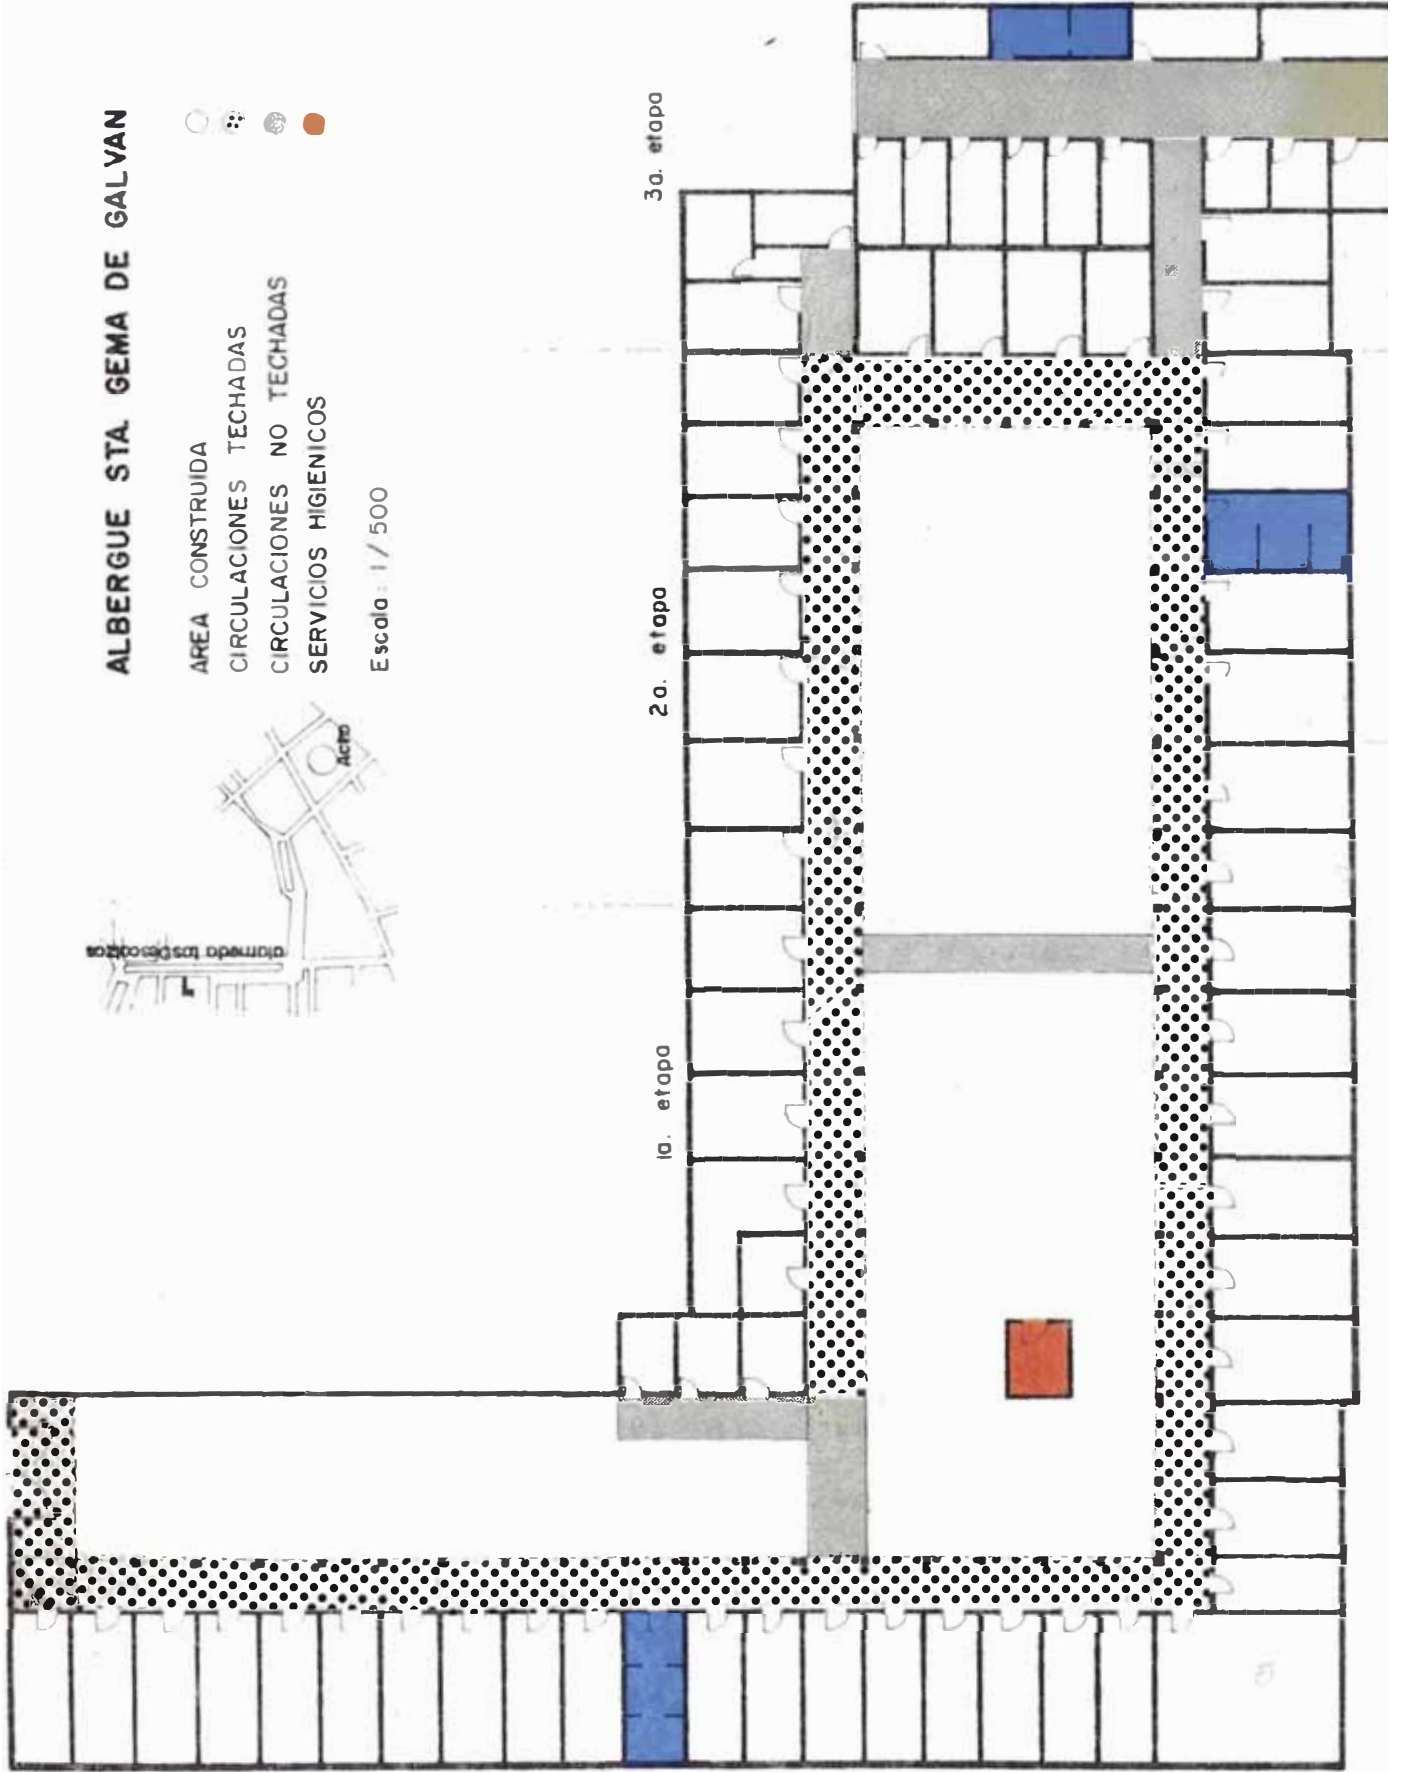 ALBERGUE STA. GEMA DE GALVAN
AREA CONSTRUIDA
CIRCULACIONES TECHADAS
CIRCULACIONES NO TECHADAS
SERVICIOS HIGIENICOS
Escala: 1/500
Acho
alameda los Descalzos
1a. etapa
2a. etapa
3a. etapa